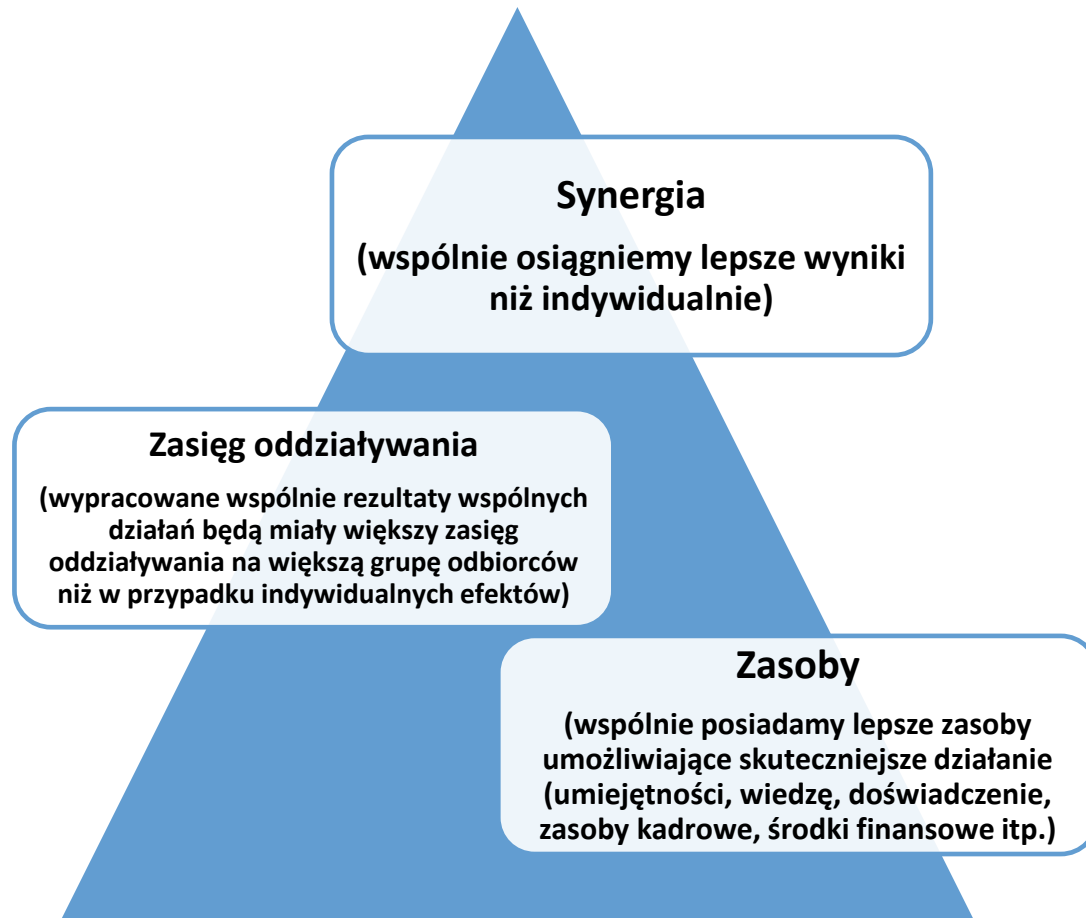 Synergia
(wspólnie osiągniemy lepsze wyniki
niż indywidualnie)
Zasięg oddziaływania
(wypracowane wspólnie rezultaty wspólnych
działań będą miały większy zasięg
oddziaływania na większą grupę odbiorców
niż w przypadku indywidualnych efektów)
Zasoby
(wspólnie posiadamy lepsze zasoby
umożliwiające skuteczniejsze działanie
(umiejętności, wiedzę, doświadczenie,
zasoby kadrowe, środki finansowe itp.)